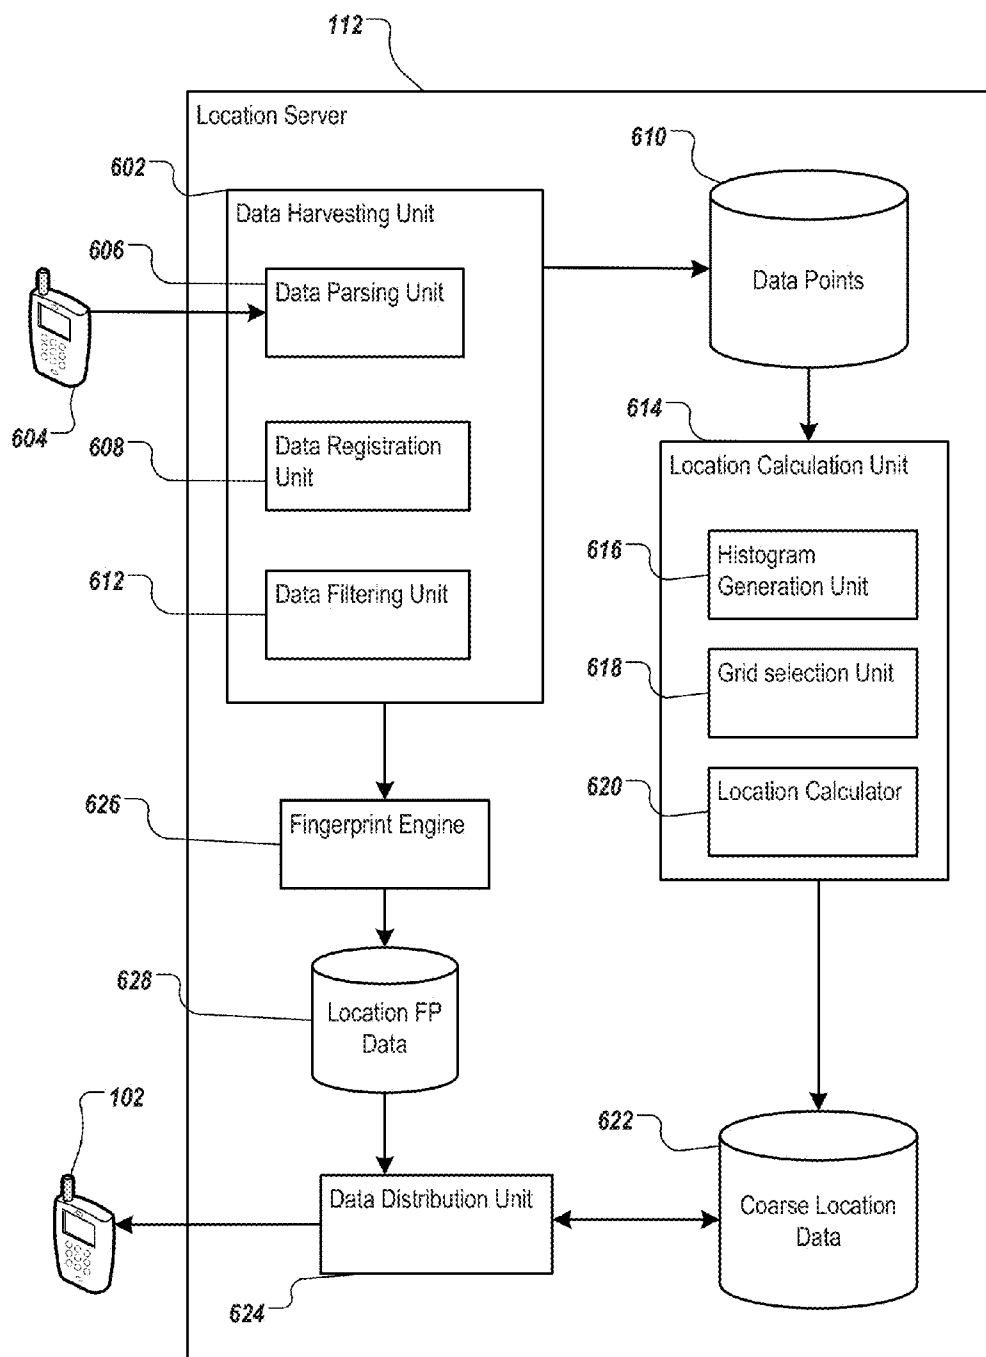 112
Location Server
602
Data Harvesting Unit
610
606
Data Parsing Unit
Data Points
604
608
Data Registration
Unit
614
Location Calculation Unit
612
Data Filtering Unit
616
Histogram
Generation Unit
618
Grid selection Unit
620
Location Calculator
626
Fingerprint Engine
628
Location FP
Data
102
622
Data Distribution Unit
Coarse Location
Data
624